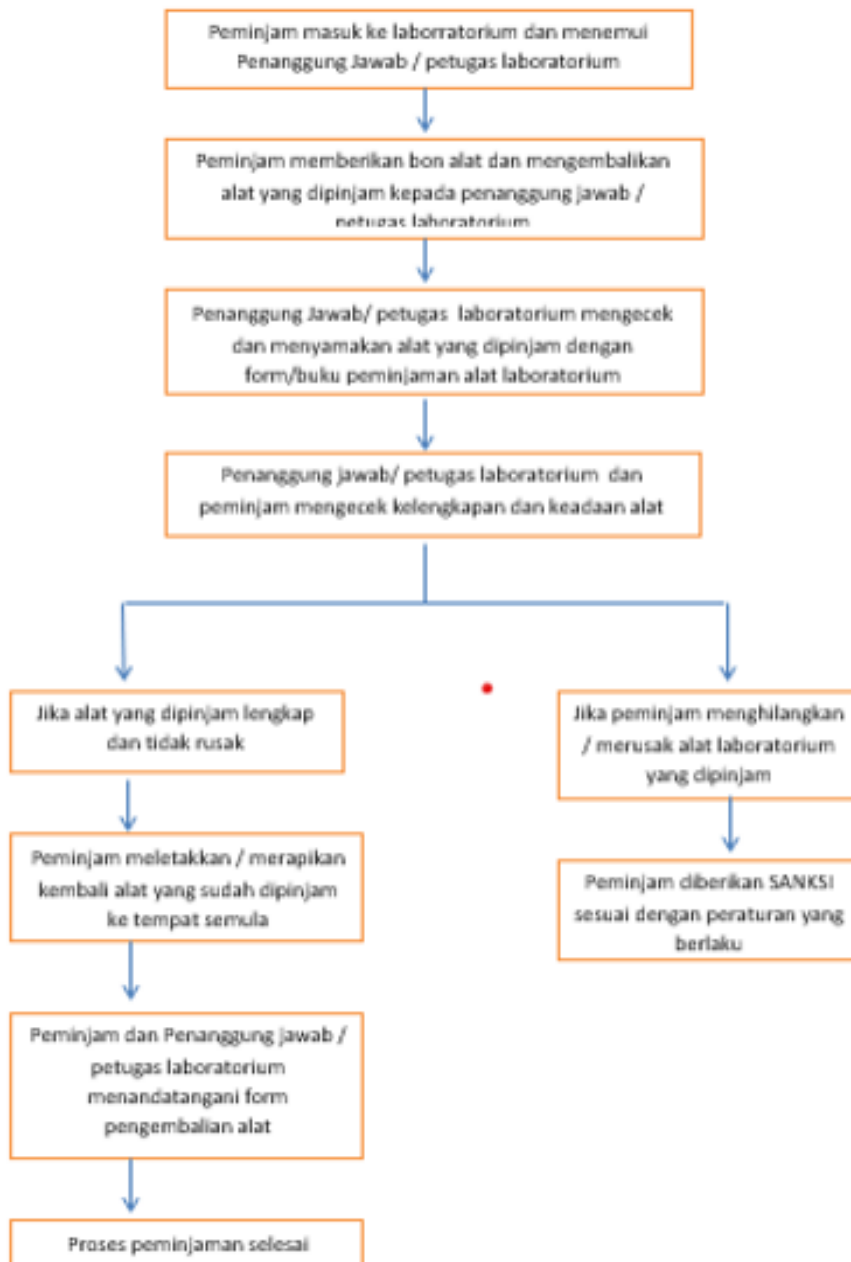 Peminjam masuk ke laborratorium dan menemui
Penanggung Jawab / petugas laboratorium
Peminjam memberikan bon alat dan mengembalikan
alat yang dipinjam kepada penanggung jawab /
petugas laboratorium
Penanggung Jawab/ petugas laboratorium mengecek
dan menyamakan alat yang dipinjam dengan
form/buku peminjaman alat laboratorium
Penanggung jawab/ petugas laboratorium dan
peminjam mengecek kelengkapan dan keadaan alat
Jika alat yang dipinjam lengkap
dan tidak rusak
Peminjam meletakkan / merapikan
kembali alat yang sudah dipinjam
ke tempat semula
Peminjam dan Penanggung jawab /
petugas laboratorium
menandatangani form
pengembalian alat
Proses peminjaman selesai
Jika peminjam menghilangkan
/ merusak alat laboratorium
yang dipinjam
Peminjam diberikan SANKSI
sesuai dengan peraturan yang
berlaku